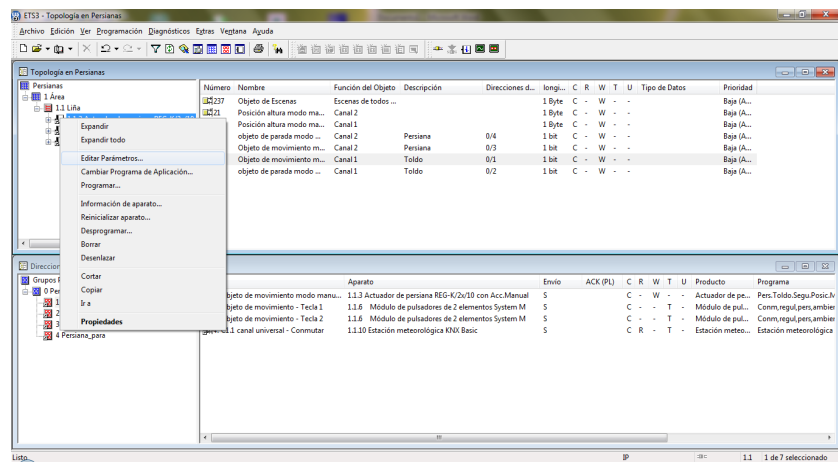 ETS3 - Topología en Persianas
Archivo Edición Ver Programación Diagnósticos Extras Ventana Ayuda
Topología en Persianas
Persianas
1 Área
1.1 Liña
Número Nombre Función del Objeto Descripción Direcciones d... longi... C R W T U Tipo de Datos Prioridad
237 Objeto de Escenas Escenas de todos ... 1 Byte C - W - - Baja (A...
21 Posición altura modo ma... Canal 2 1 Byte C - W - - Baja (A...
Posición altura modo ma... Canal 1 1 Byte C - W - - Baja (A...
objeto de parada modo ... Canal 2 Persiana 0/4 1 bit C - W - - Baja (A...
Objeto de movimiento m... Canal 2 Persiana 0/3 1 bit C - W - - Baja (A...
Objeto de movimiento m... Canal 1 Toldo 0/1 1 bit C - W - - Baja (A...
objeto de parada modo ... Canal 1 Toldo 0/2 1 bit C - W - - Baja (A...
Expandir
Expandir todo
Editar Parámetros...
Cambiar Programa de Aplicación...
Programar...
Información de aparato...
Reinicializar aparato...
Desprogramar...
Borrar
Desenlazar
Cortar
Copiar
Ir a
Propiedades
Direccion
Grupos
0 Per
1
2
3
4 Persiana_para
Aparato Envío ACK (PL) C R W T U Producto Programa
bjeto de movimiento modo manu... 1.1.3 Actuador de persiana REG-K/2x/10 con Acc.Manual S C - W - - Actuador de pe... Pers.Toldo.Segu.Posic.M
bjeto de movimiento - Tecla 1 1.1.6 Módulo de pulsadores de 2 elementos System M S C - - T - Módulo de pul... Conm,regul,pers,ambier
bjeto de movimiento - Tecla 2 1.1.6 Módulo de pulsadores de 2 elementos System M S C - - T - Módulo de pul... Conm,regul,pers,ambier
C1.1 canal universal - Conmutar 1.1.10 Estación meteorológica KNX Basic S C R - T - Estación meteo... Estación meteorológica
Listo IP 1.1 1 de 7 seleccionado